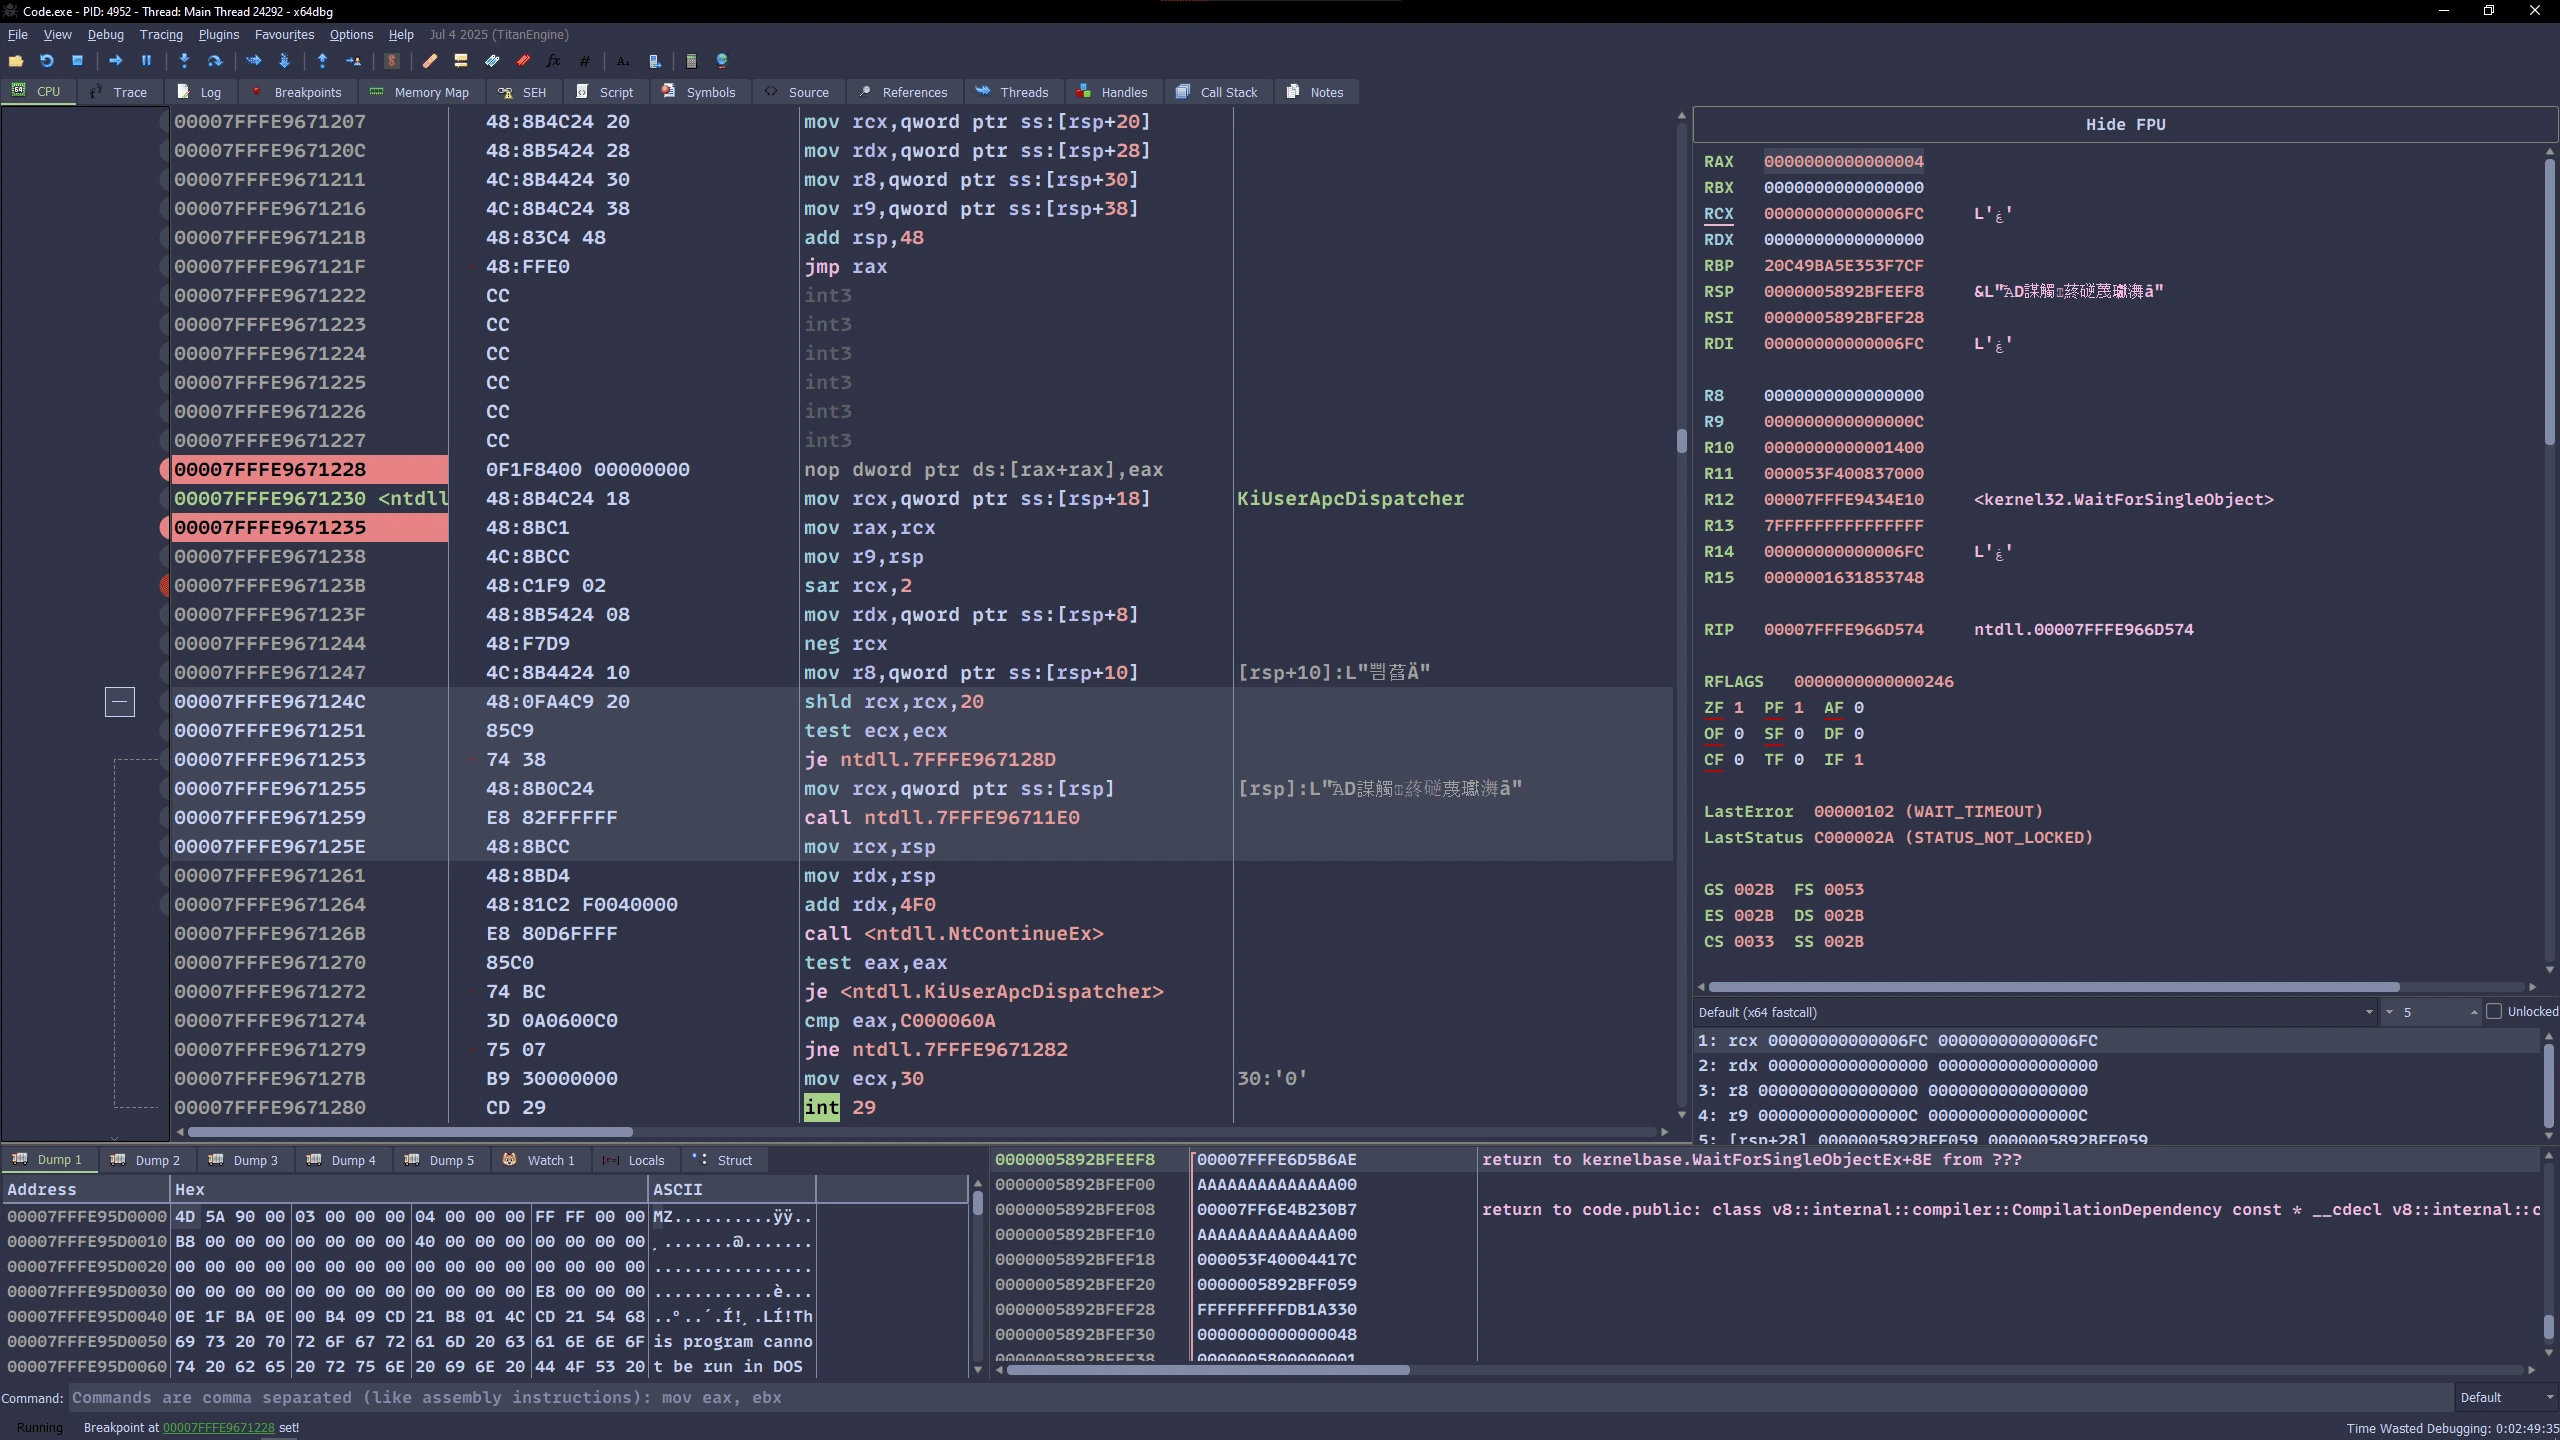 Code.exe - PID: 4952 - Thread: Main Thread 24292 - x64dbg
File View Debug Tracing Plugins Favourites Options Help Jul 4 2025 (TitanEngine)
CPU Trace Log Breakpoints Memory Map SEH Script Symbols Source References Threads Handles Call Stack Notes
00007FFFE9671207 48:8B4C24 20 mov rcx,qword ptr ss:[rsp+20]
00007FFFE967120C 48:8B5424 28 mov rdx,qword ptr ss:[rsp+28]
00007FFFE9671211 4C:8B4424 30 mov r8,qword ptr ss:[rsp+30]
00007FFFE9671216 4C:8B4C24 38 mov r9,qword ptr ss:[rsp+38]
00007FFFE967121B 48:83C4 48 add rsp,48
00007FFFE967121F 48:FFE0 jmp rax
00007FFFE9671222 CC int3
00007FFFE9671223 CC int3
00007FFFE9671224 CC int3
00007FFFE9671225 CC int3
00007FFFE9671226 CC int3
00007FFFE9671227 CC int3
00007FFFE9671228 0F1F8400 00000000 nop dword ptr ds:[rax+rax],eax
00007FFFE9671230 <ntdll 48:8B4C24 18 mov rcx,qword ptr ss:[rsp+18] KiUserApcDispatcher
00007FFFE9671235 48:8BC1 mov rax,rcx
00007FFFE9671238 4C:8BCC mov r9,rsp
00007FFFE967123B 48:C1F9 02 sar rcx,2
00007FFFE967123F 48:8B5424 08 mov rdx,qword ptr ss:[rsp+8]
00007FFFE9671244 48:F7D9 neg rcx
00007FFFE9671247 4C:8B4424 10 mov r8,qword ptr ss:[rsp+10]
00007FFFE967124C 48:0FA4C9 20 shld rcx,rcx,20
00007FFFE9671251 85C9 test ecx,ecx
00007FFFE9671253 74 38 je ntdll.7FFFE967128D
00007FFFE9671255 48:8B0C24 mov rcx,qword ptr ss:[rsp]
00007FFFE9671259 E8 82FFFFFF call ntdll.7FFFE96711E0
00007FFFE967125E 48:8BCC mov rcx,rsp
00007FFFE9671261 48:8BD4 mov rdx,rsp
00007FFFE9671264 48:81C2 F0040000 add rdx,4F0
00007FFFE967126B E8 80D6FFFF call <ntdll.NtContinueEx>
00007FFFE9671270 85C0 test eax,eax
00007FFFE9671272 74 BC je <ntdll.KiUserApcDispatcher>
00007FFFE9671274 3D 0A0600C0 cmp eax,C000060A
00007FFFE9671279 75 07 jne ntdll.7FFFE9671282
00007FFFE967127B B9 30000000 mov ecx,30 30:'0'
00007FFFE9671280 CD 29 int 29
Hide FPU
RAX 0000000000000004
RBX 0000000000000000
RCX 00000000000006FC
RDX 0000000000000000
RBP 20C49BA5E353F7CF
RSP 0000005892BFEEF8
RSI 0000005892BFEF28
RDI 00000000000006FC
R8 0000000000000000
R9 000000000000000C
R10 0000000000001400
R11 000053F400837000
R12 00007FFFE9434E10 <kernel32.WaitForSingleObject>
R13 7FFFFFFFFFFFFFFF
R14 00000000000006FC
R15 0000001631853748
RIP 00007FFFE966D574 ntdll.00007FFFE966D574
RFLAGS 0000000000000246
ZF 1 PF 1 AF 0
OF 0 SF 0 DF 0
CF 0 TF 0 IF 1
LastError 00000102 (WAIT_TIMEOUT)
LastStatus C000002A (STATUS_NOT_LOCKED)
GS 002B FS 0053
ES 002B DS 002B
CS 0033 SS 002B
Default (x64 fastcall) 5 Unlocked
1: rcx 00000000000006FC 00000000000006FC
2: rdx 0000000000000000 0000000000000000
3: r8 0000000000000000 0000000000000000
4: r9 000000000000000C 000000000000000C
5: [rsp+28] 0000005892BFF059 0000005892BFF059
Dump 1 Dump 2 Dump 3 Dump 4 Dump 5 Watch 1 Locals Struct
Address Hex ASCII
00007FFFE95D0000 4D 5A 90 00 03 00 00 00 04 00 00 00 FF FF 00 00 MZ..........ÿÿ..
00007FFFE95D0010 B8 00 00 00 00 00 00 00 40 00 00 00 00 00 00 00 ¸.......@.......
00007FFFE95D0020 00 00 00 00 00 00 00 00 00 00 00 00 00 00 00 00 ................
00007FFFE95D0030 00 00 00 00 00 00 00 00 00 00 00 00 E8 00 00 00 ............è...
00007FFFE95D0040 0E 1F BA 0E 00 B4 09 CD 21 B8 01 4C CD 21 54 68 ..º..´.Í!¸.LÍ!Th
00007FFFE95D0050 69 73 20 70 72 6F 67 72 61 6D 20 63 61 6E 6E 6F is program canno
00007FFFE95D0060 74 20 62 65 20 72 75 6E 20 69 6E 20 44 4F 53 20 t be run in DOS
0000005892BFEEF8 00007FFFE6D5B6AE return to kernelbase.WaitForSingleObjectEx+8E from ???
0000005892BFEF00 AAAAAAAAAAAAAA00
0000005892BFEF08 00007FF6E4B230B7 return to code.public: class v8::internal::compiler::CompilationDependency const * __cdecl v8::internal::c
0000005892BFEF10 AAAAAAAAAAAAAA00
0000005892BFEF18 000053F40004417C
0000005892BFEF20 0000005892BFF059
0000005892BFEF28 FFFFFFFFFDB1A330
0000005892BFEF30 0000000000000048
0000005892BFEF38 0000005800000001
Command: Commands are comma separated (like assembly instructions): mov eax, ebx Default
Running Breakpoint at 00007FFFE9671228 set! Time Wasted Debugging: 0:02:49:35